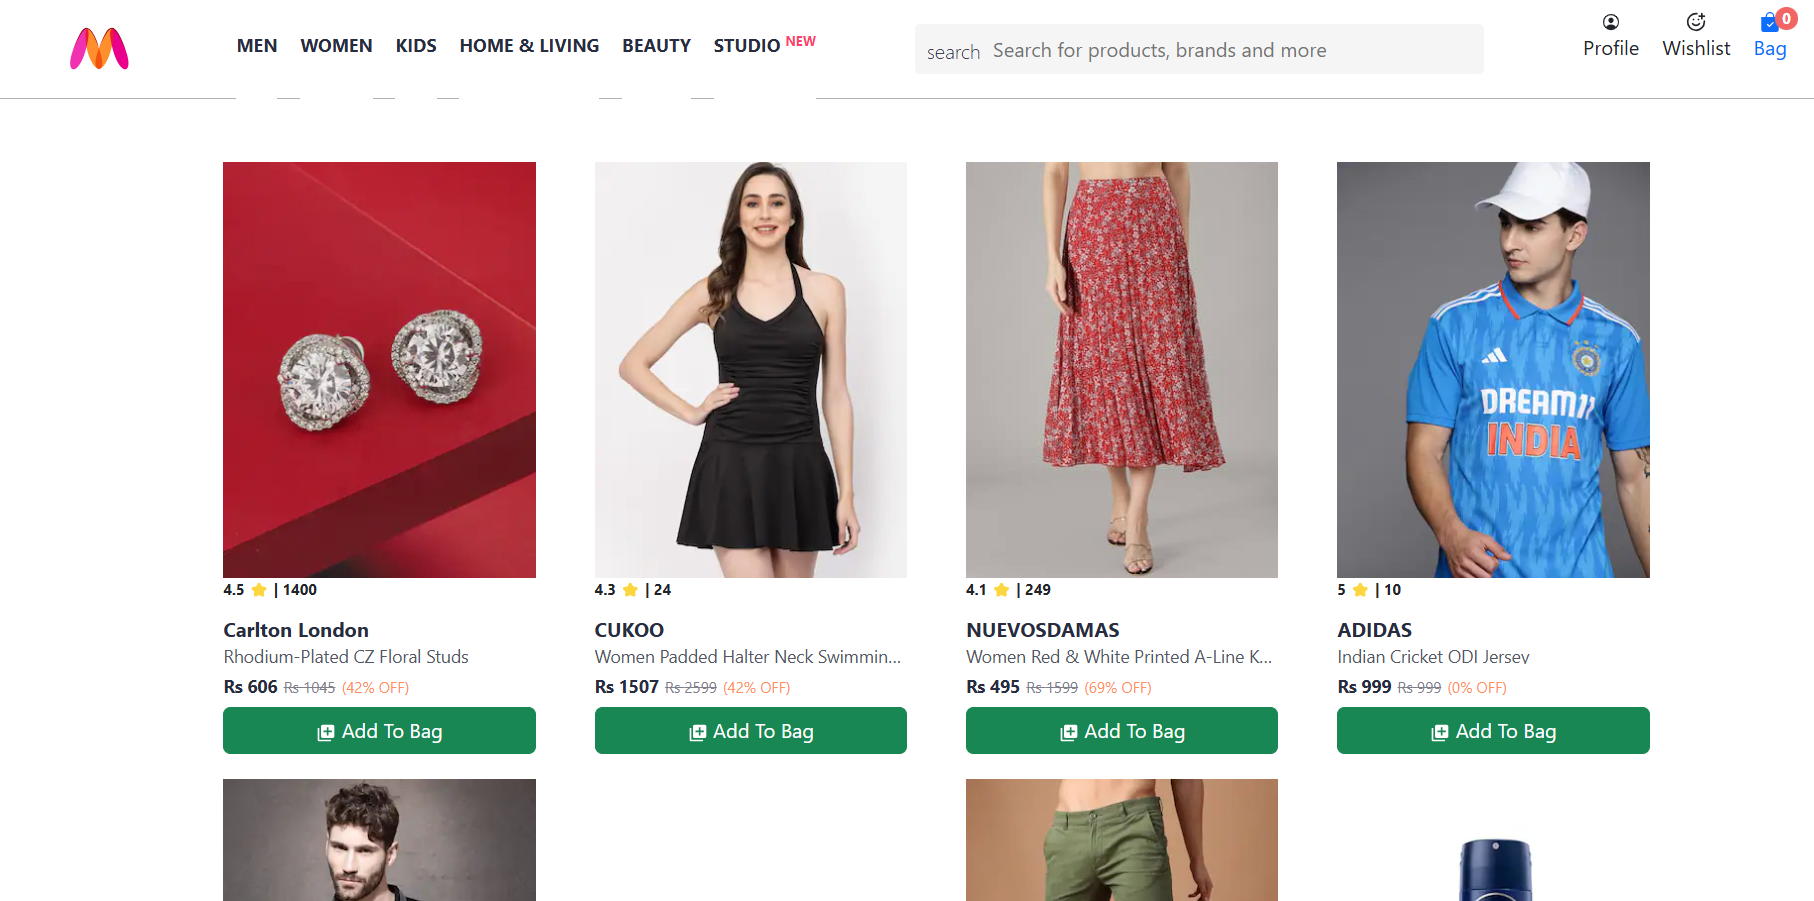 MEN WOMEN KIDS HOME & LIVING BEAUTY STUDIO NEW
search Search for products, brands and more
Profile Wishlist Bag 0
DREAM11
INDIA
4.5 ⭐ | 1400
Carlton London
Rhodium-Plated CZ Floral Studs
Rs 606 Rs 1045 (42% OFF)
Add To Bag
4.3 ⭐ | 24
CUKOO
Women Padded Halter Neck Swimmin...
Rs 1507 Rs 2599 (42% OFF)
Add To Bag
4.1 ⭐ | 249
NUEVOSDAMAS
Women Red & White Printed A-Line K...
Rs 495 Rs 1599 (69% OFF)
Add To Bag
5 ⭐ | 10
ADIDAS
Indian Cricket ODI Jersey
Rs 999 Rs 999 (0% OFF)
Add To Bag